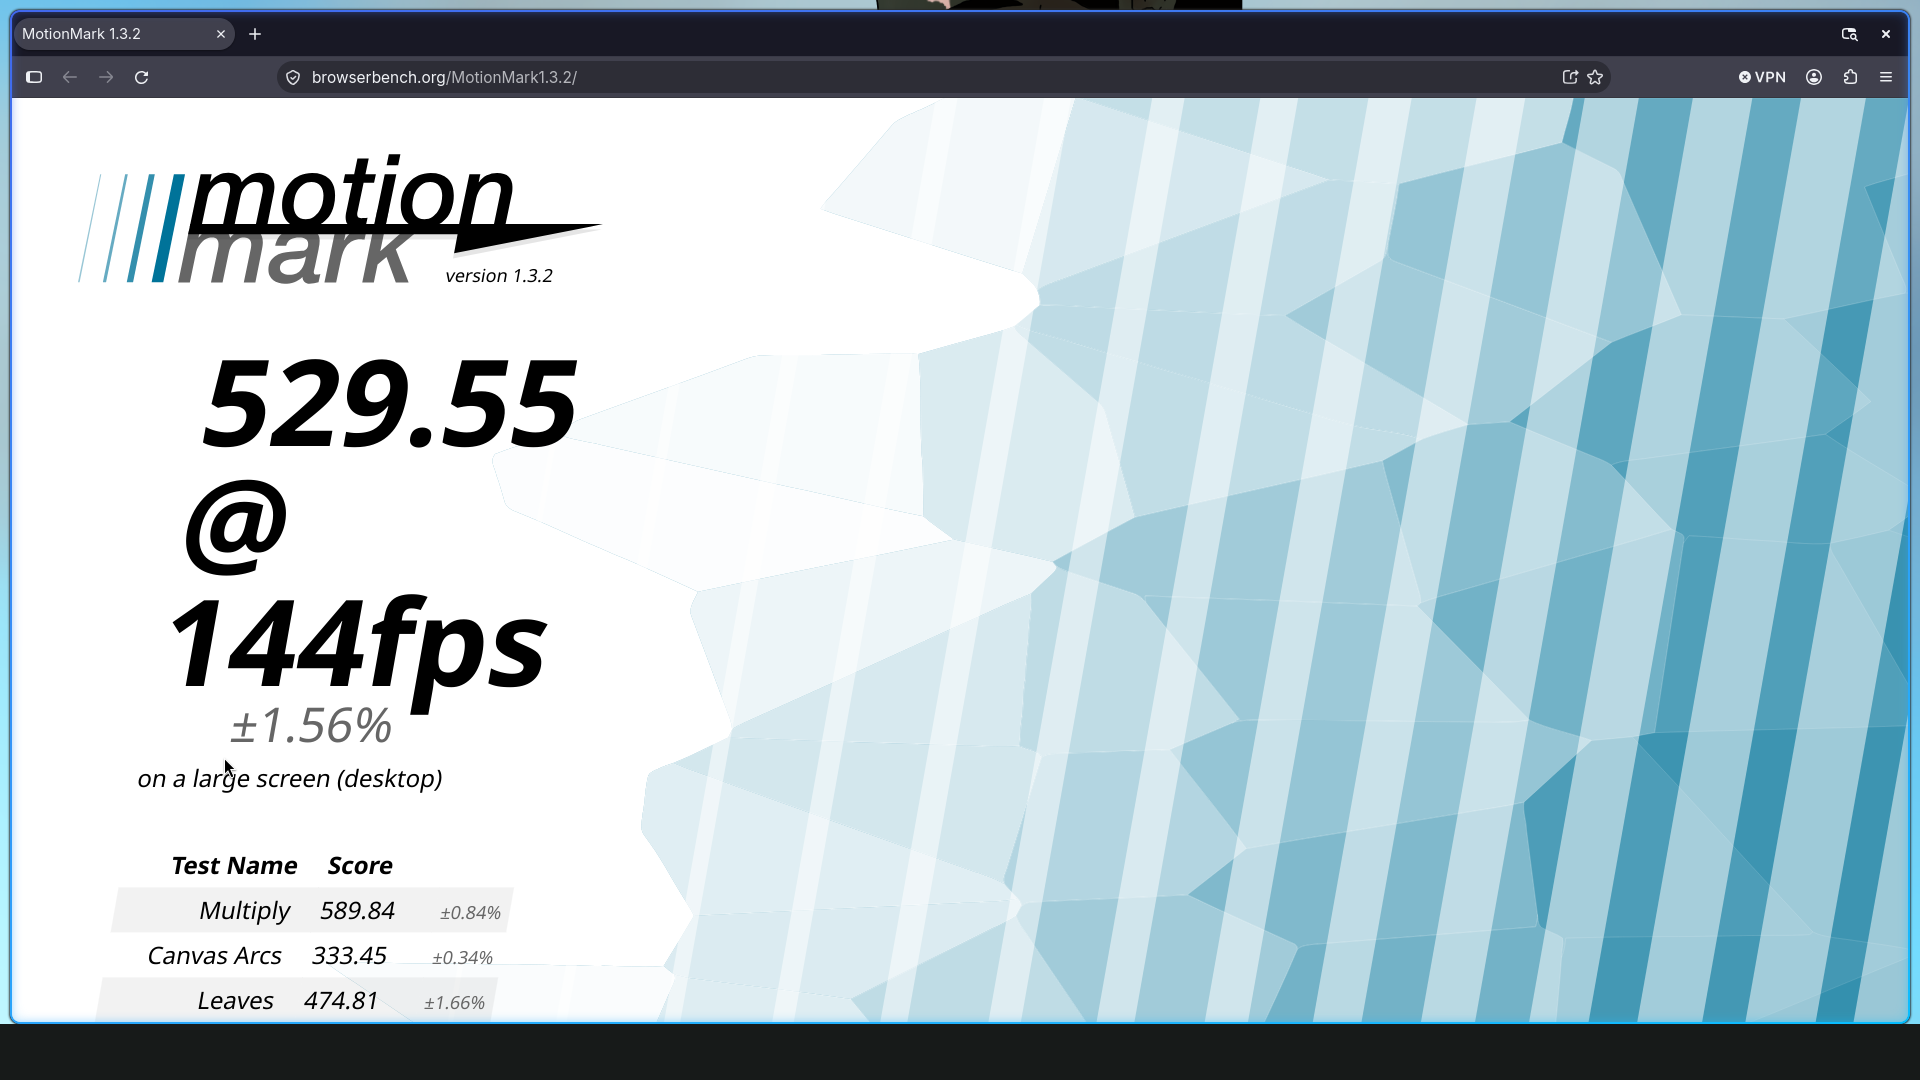 MotionMark 1.3.2
browserbench.org/MotionMark1.3.2/
VPN
motion
mark
version 1.3.2
529.55
@
144fps
±1.56%
on a large screen (desktop)
Test Name Score
Multiply 589.84 ±0.84%
Canvas Arcs 333.45 ±0.34%
Leaves 474.81 ±1.66%